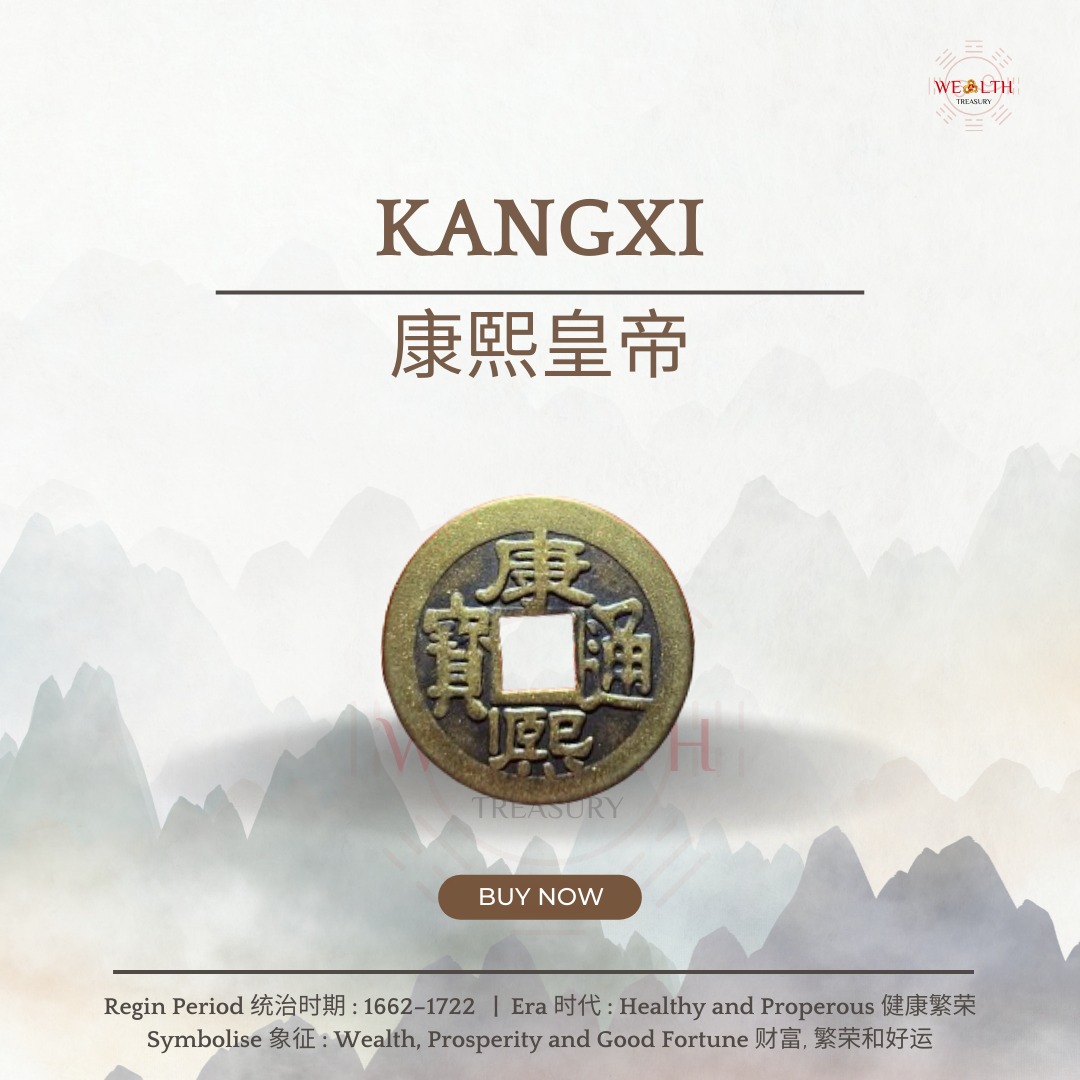 WEALTH
TREASURY
KANGXI
康熙皇帝
康
寶 通
熙
W H
TREASURY
BUY NOW
Regin Period 统治时期 : 1662–1722 | Era 时代 : Healthy and Properous 健康繁荣
Symbolise 象征 : Wealth, Prosperity and Good Fortune 财富, 繁荣和好运